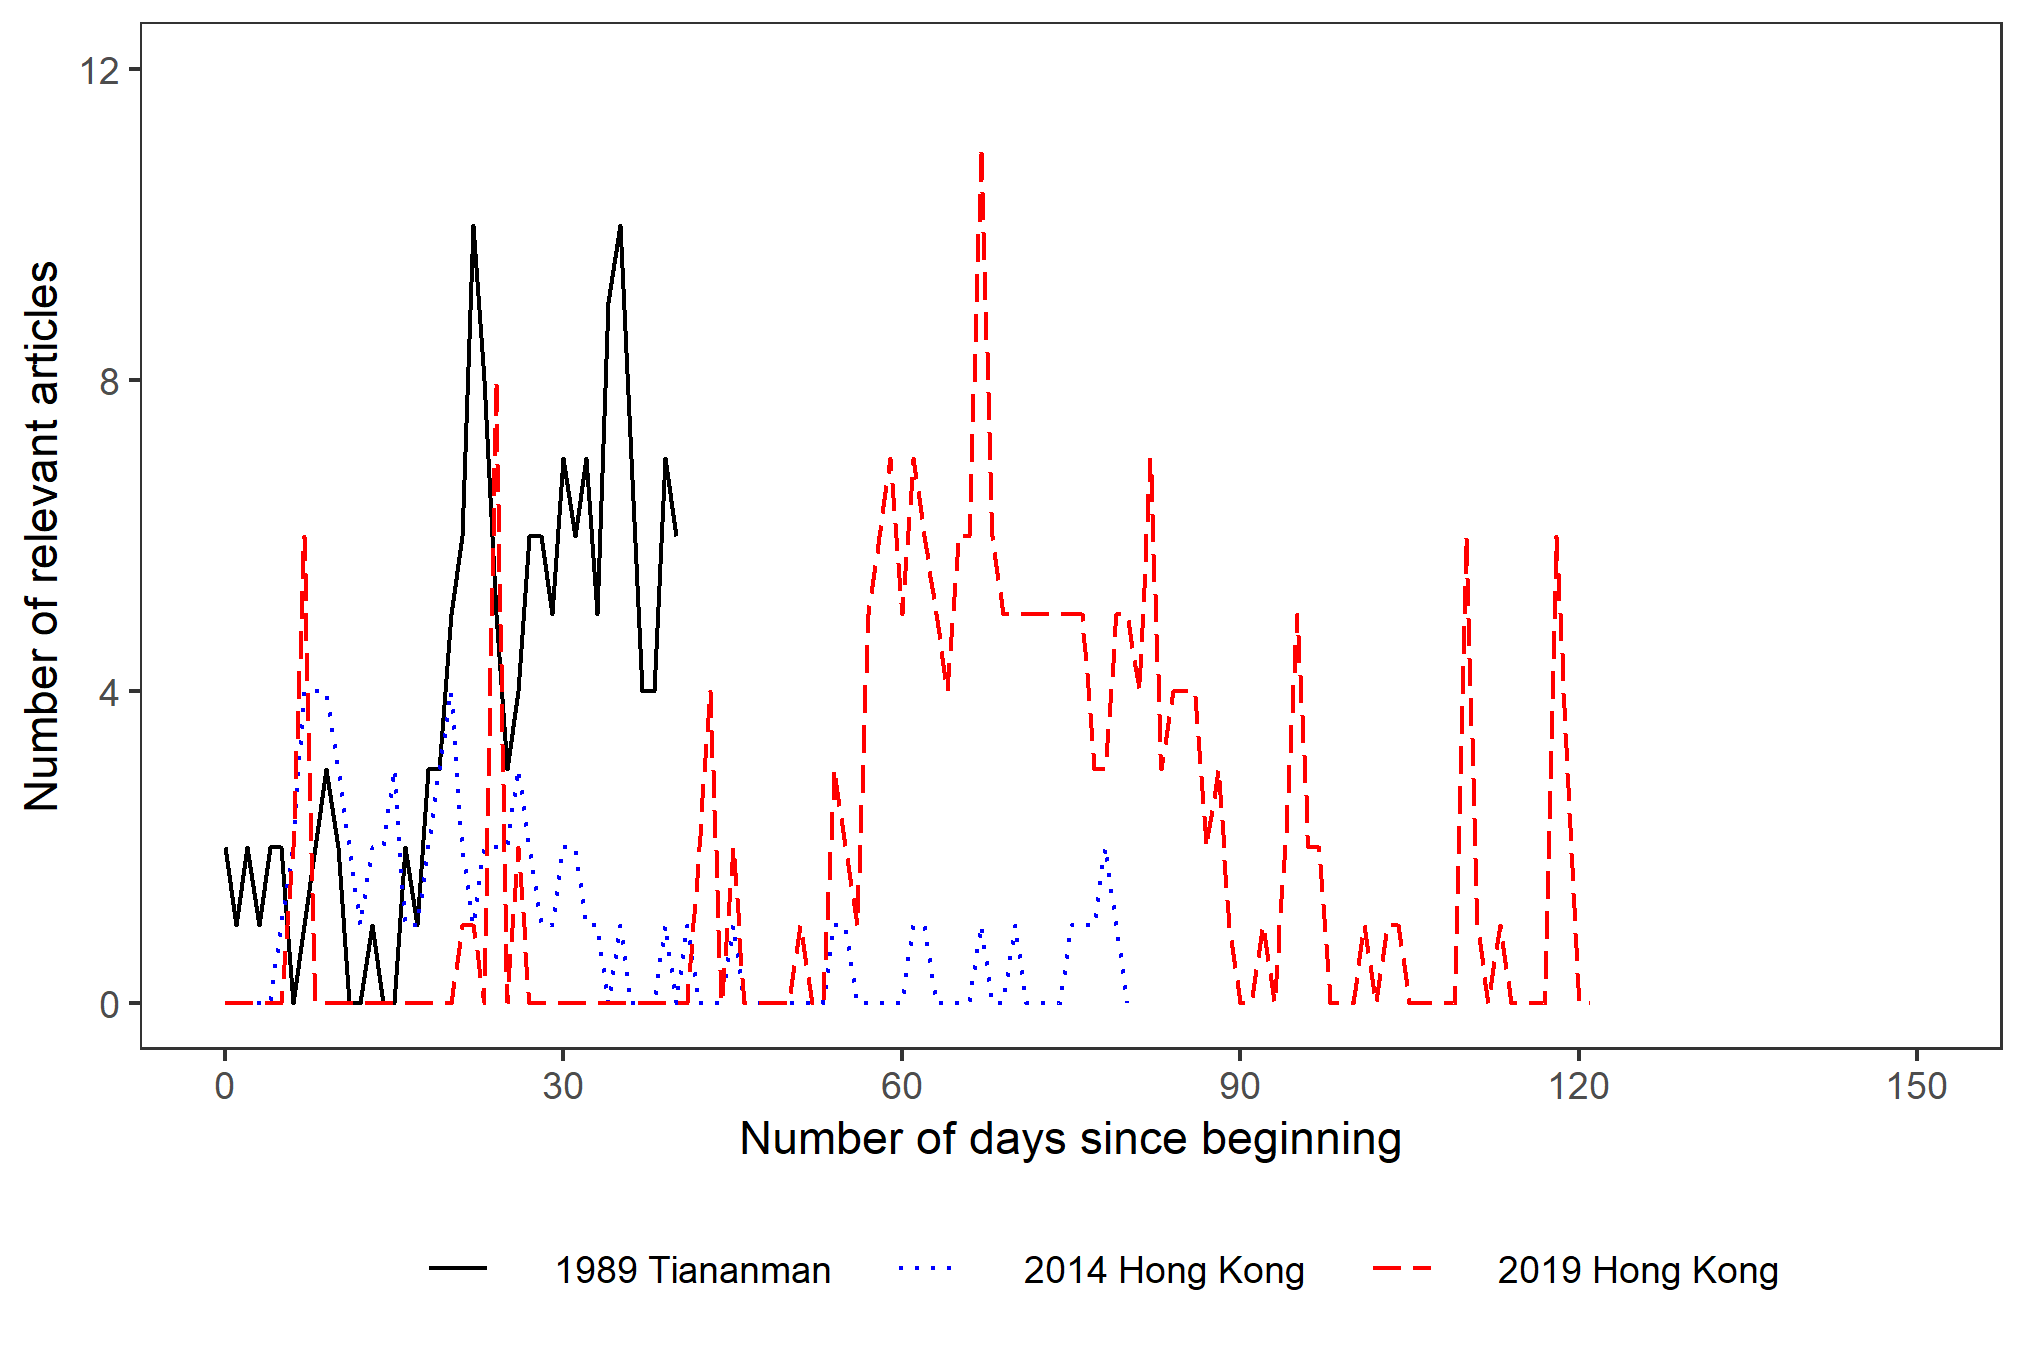 Number of relevant articles
12
8
4
0
0 30 60 90 120 150
Number of days since beginning
1989 Tiananman 2014 Hong Kong 2019 Hong Kong